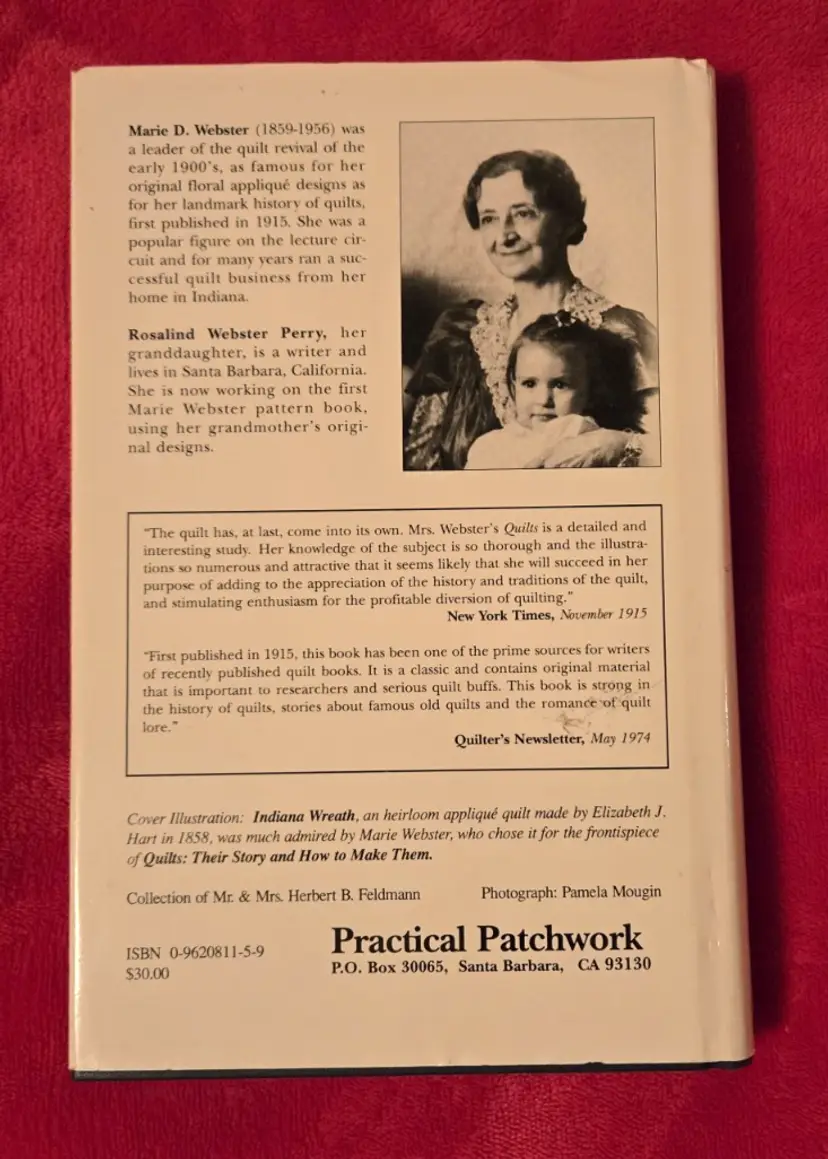 Marie D. Webster (1859-1956) was
a leader of the quilt revival of the
early 1900's, as famous for her
original floral appliqué designs as
for her landmark history of quilts,
first published in 1915. She was a
popular figure on the lecture cir-
cuit and for many years ran a suc-
cessful quilt business from her
home in Indiana.
Rosalind Webster Perry, her
granddaughter, is a writer and
lives in Santa Barbara, California.
She is now working on the first
Marie Webster pattern book,
using her grandmother's origi-
nal designs.
"The quilt has, at last, come into its own. Mrs. Webster's Quilts is a detailed and
interesting study. Her knowledge of the subject is so thorough and the illustra-
tions so numerous and attractive that it seems likely that she will succeed in her
purpose of adding to the appreciation of the history and traditions of the quilt,
and stimulating enthusiasm for the profitable diversion of quilting."
New York Times, November 1915
"First published in 1915, this book has been one of the prime sources for writers
of recently published quilt books. It is a classic and contains original material
that is important to researchers and serious quilt buffs. This book is strong in
the history of quilts, stories about famous old quilts and the romance of quilt
lore."
Quilter's Newsletter, May 1974
Cover Illustration: Indiana Wreath, an heirloom appliqué quilt made by Elizabeth J.
Hart in 1858, was much admired by Marie Webster, who chose it for the frontispiece
of Quilts: Their Story and How to Make Them.
Collection of Mr. & Mrs. Herbert B. Feldmann Photograph: Pamela Mougin
ISBN 0-9620811-5-9
$30.00
Practical Patchwork
P.O. Box 30065, Santa Barbara, CA 93130